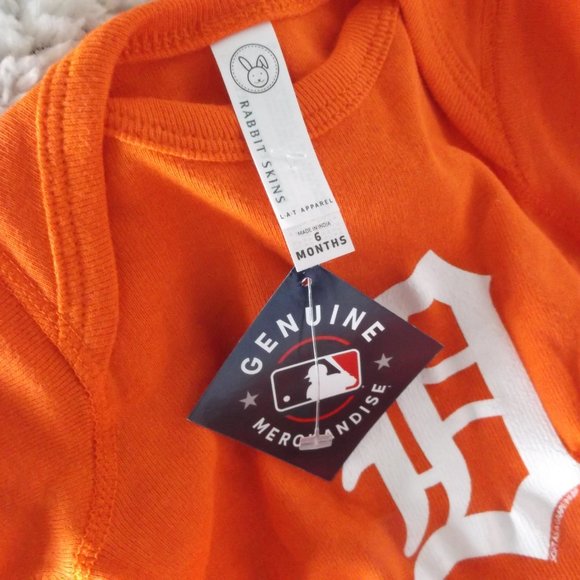 RABBIT SKINS
L·A·T APPAREL
MADE IN INDIA
6
MONTHS
GENUINE
MERCHANDISE
D